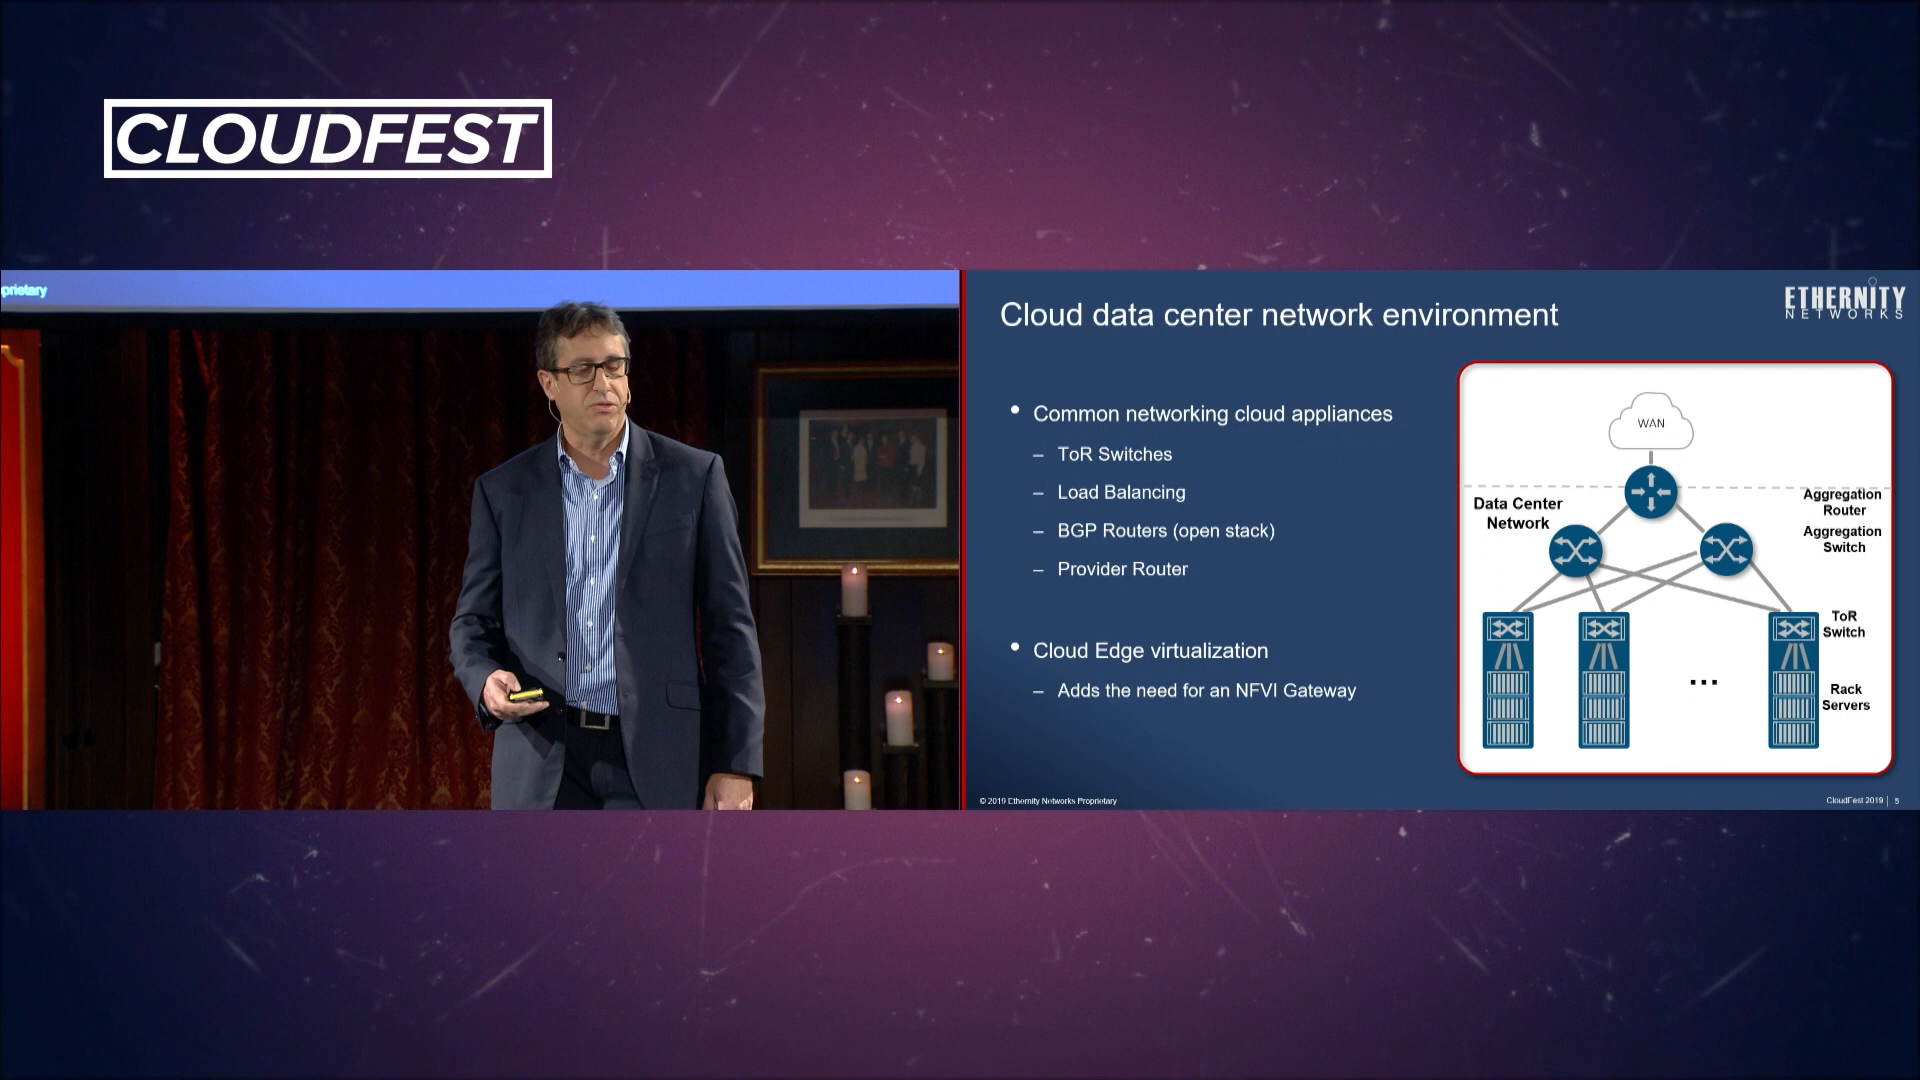 CLOUDFEST
prietary
Cloud data center network environment
ETHERNITY
NETWORKS
• Common networking cloud appliances
– ToR Switches
– Load Balancing
– BGP Routers (open stack)
– Provider Router
• Cloud Edge virtualization
– Adds the need for an NFVI Gateway
WAN
Data Center
Network
Aggregation
Router
Aggregation
Switch
ToR
Switch
...
Rack
Servers
© 2019 Ethernity Networks Proprietary
CloudFest 2019 | 5